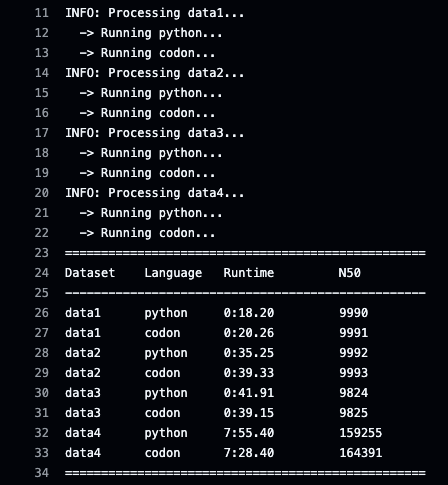 11 INFO: Processing data1...
12   -> Running python...
13   -> Running codon...
14 INFO: Processing data2...
15   -> Running python...
16   -> Running codon...
17 INFO: Processing data3...
18   -> Running python...
19   -> Running codon...
20 INFO: Processing data4...
21   -> Running python...
22   -> Running codon...
23 ==================================================
24 Dataset    Language   Runtime         N50
25 --------------------------------------------------
26 data1      python     0:18.20         9990
27 data1      codon      0:20.26         9991
28 data2      python     0:35.25         9992
29 data2      codon      0:39.33         9993
30 data3      python     0:41.91         9824
31 data3      codon      0:39.15         9825
32 data4      python     7:55.40         159255
33 data4      codon      7:28.40         164391
34 ==================================================